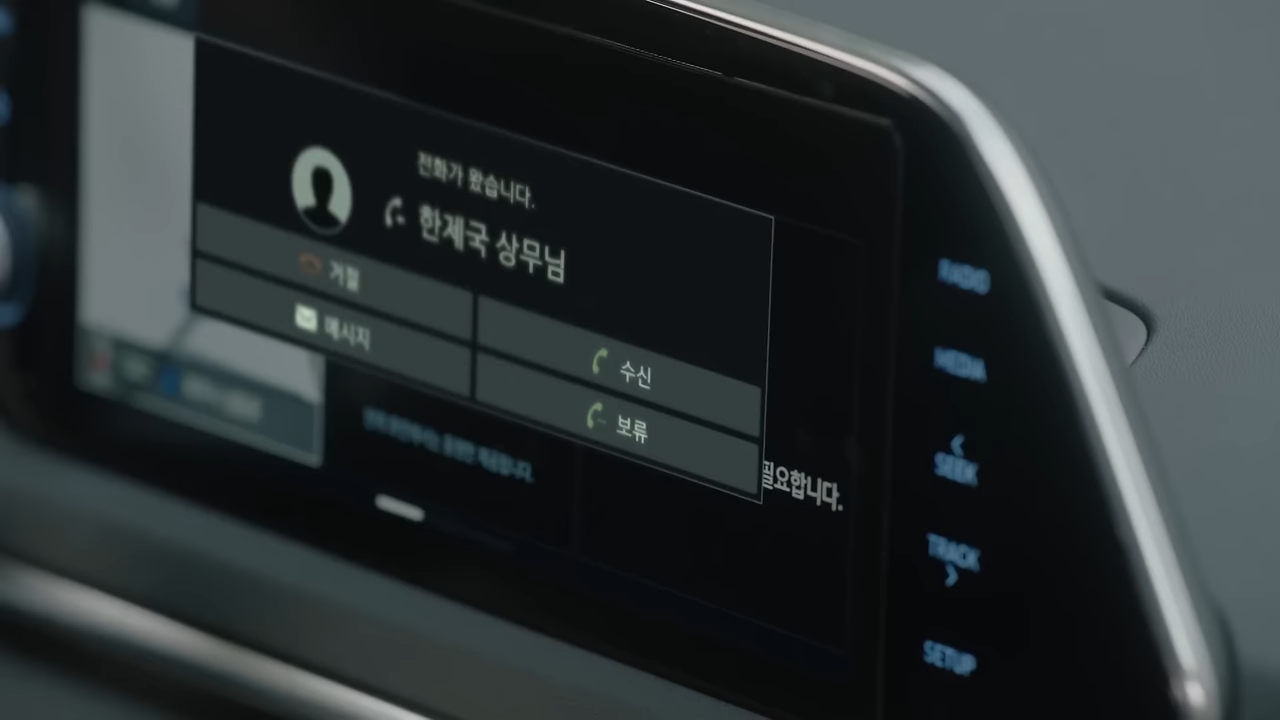 전화가 왔습니다.
한제국 상무님
거절
수신
메시지
보류
필요합니다.
RADIO
MEDIA
SEEK
TRACK
SETUP